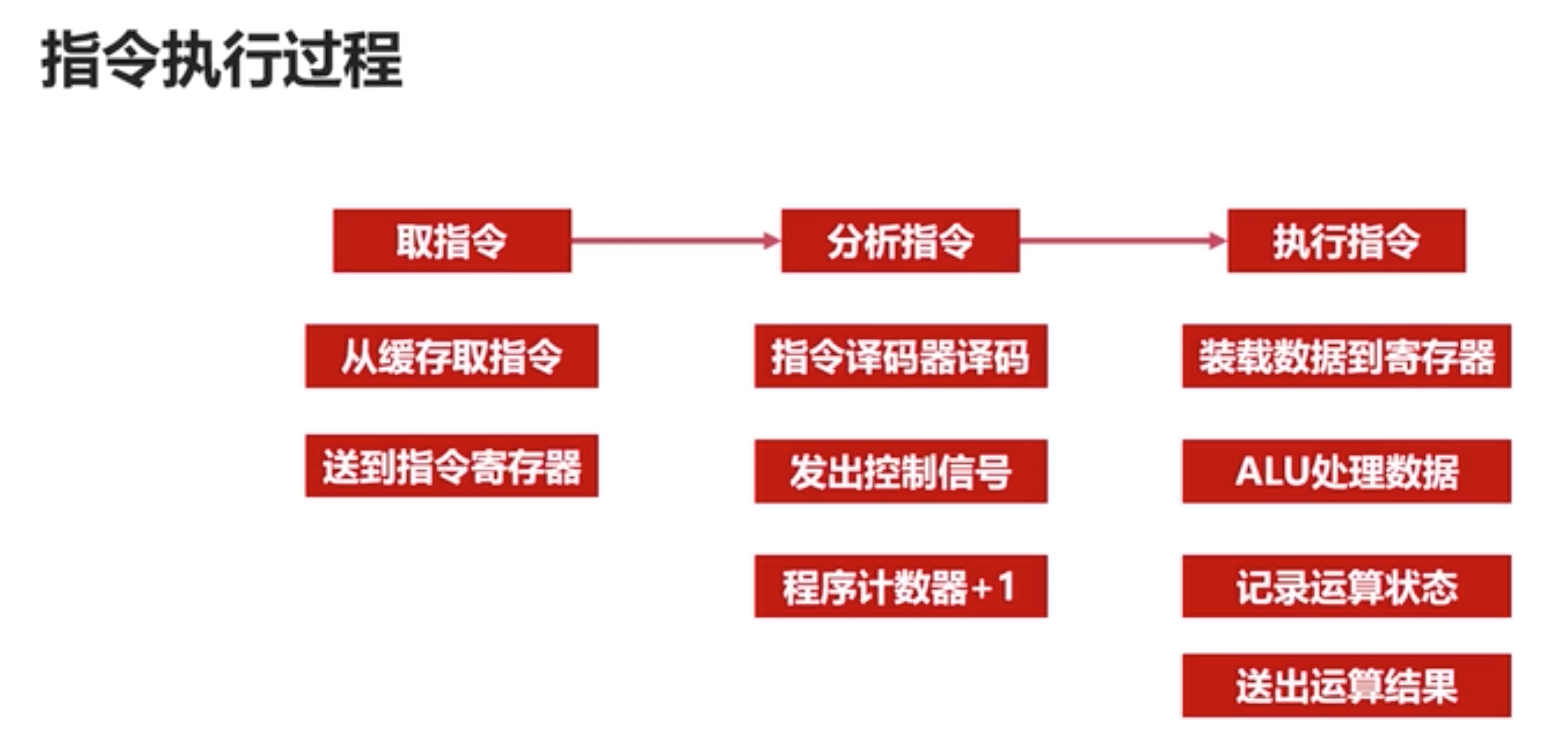 指令执行过程
取指令
分析指令
执行指令
从缓存取指令
指令译码器译码
装载数据到寄存器
送到指令寄存器
发出控制信号
ALU处理数据
程序计数器+1
记录运算状态
送出运算结果